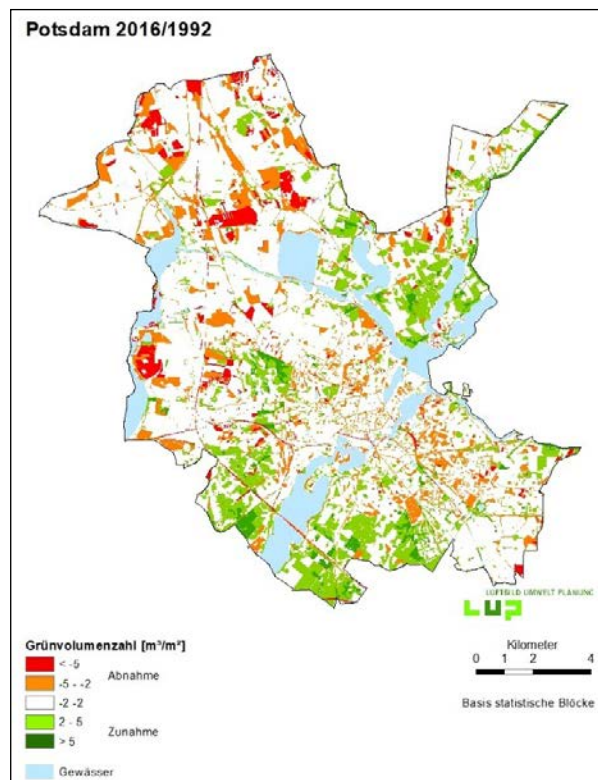 Potsdam 2016/1992
LUFTBILD UMWELT PLANUNG
LUP
Grünvolumenzahl [m³/m²]
< -5
-5 - -2
Abnahme
-2 - 2
2 - 5
Zunahme
> 5
Gewässer
Kilometer
0 1 2 4
Basis statistische Blöcke